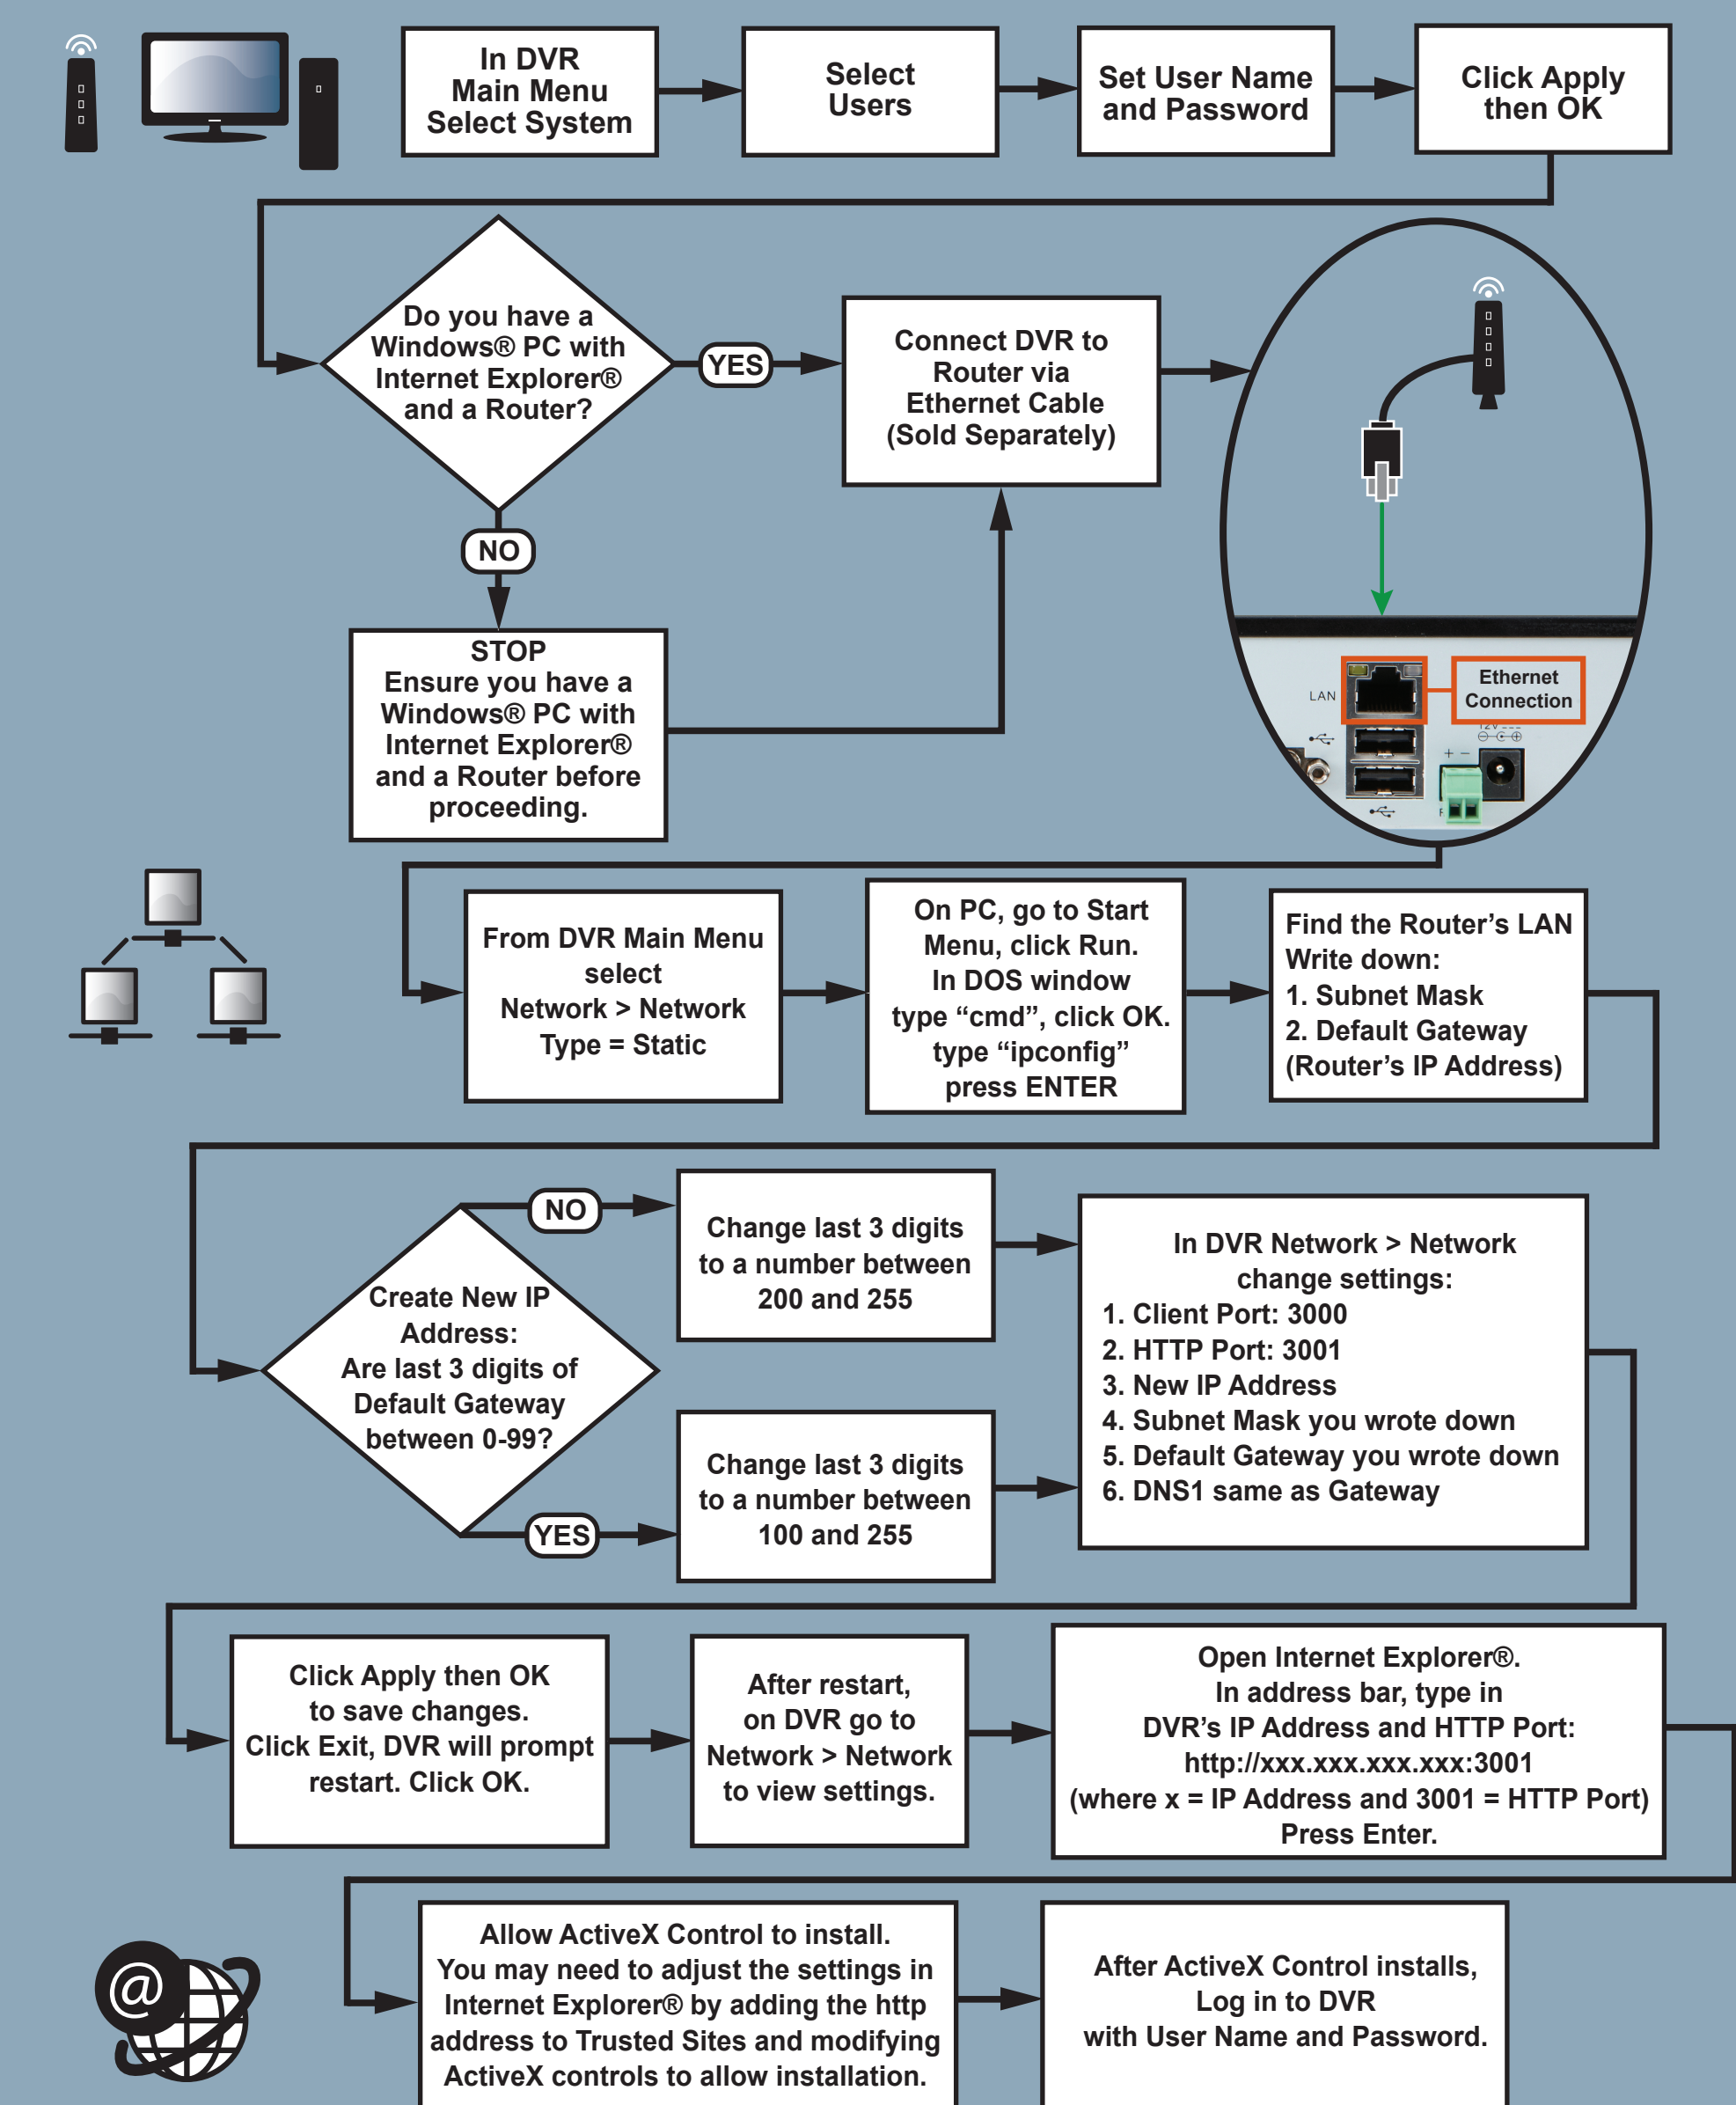 In DVR
Main Menu
Select System
Select
Users
Set User Name
and Password
Click Apply
then OK
Do you have a
Windows® PC with
Internet Explorer®
and a Router?
YES
Connect DVR to
Router via
Ethernet Cable
(Sold Separately)
NO
STOP
Ensure you have a
Windows® PC with
Internet Explorer®
and a Router before
proceeding.
LAN
Ethernet
Connection
12V
+ −
From DVR Main Menu
select
Network > Network
Type = Static
On PC, go to Start
Menu, click Run.
In DOS window
type “cmd”, click OK.
type “ipconfig”
press ENTER
Find the Router’s LAN
Write down:
1. Subnet Mask
2. Default Gateway
(Router’s IP Address)
Create New IP
Address:
Are last 3 digits of
Default Gateway
between 0-99?
NO
Change last 3 digits
to a number between
200 and 255
YES
Change last 3 digits
to a number between
100 and 255
In DVR Network > Network
change settings:
1. Client Port: 3000
2. HTTP Port: 3001
3. New IP Address
4. Subnet Mask you wrote down
5. Default Gateway you wrote down
6. DNS1 same as Gateway
Click Apply then OK
to save changes.
Click Exit, DVR will prompt
restart. Click OK.
After restart,
on DVR go to
Network > Network
to view settings.
Open Internet Explorer®.
In address bar, type in
DVR’s IP Address and HTTP Port:
http://xxx.xxx.xxx.xxx:3001
(where x = IP Address and 3001 = HTTP Port)
Press Enter.
@
Allow ActiveX Control to install.
You may need to adjust the settings in
Internet Explorer® by adding the http
address to Trusted Sites and modifying
ActiveX controls to allow installation.
After ActiveX Control installs,
Log in to DVR
with User Name and Password.